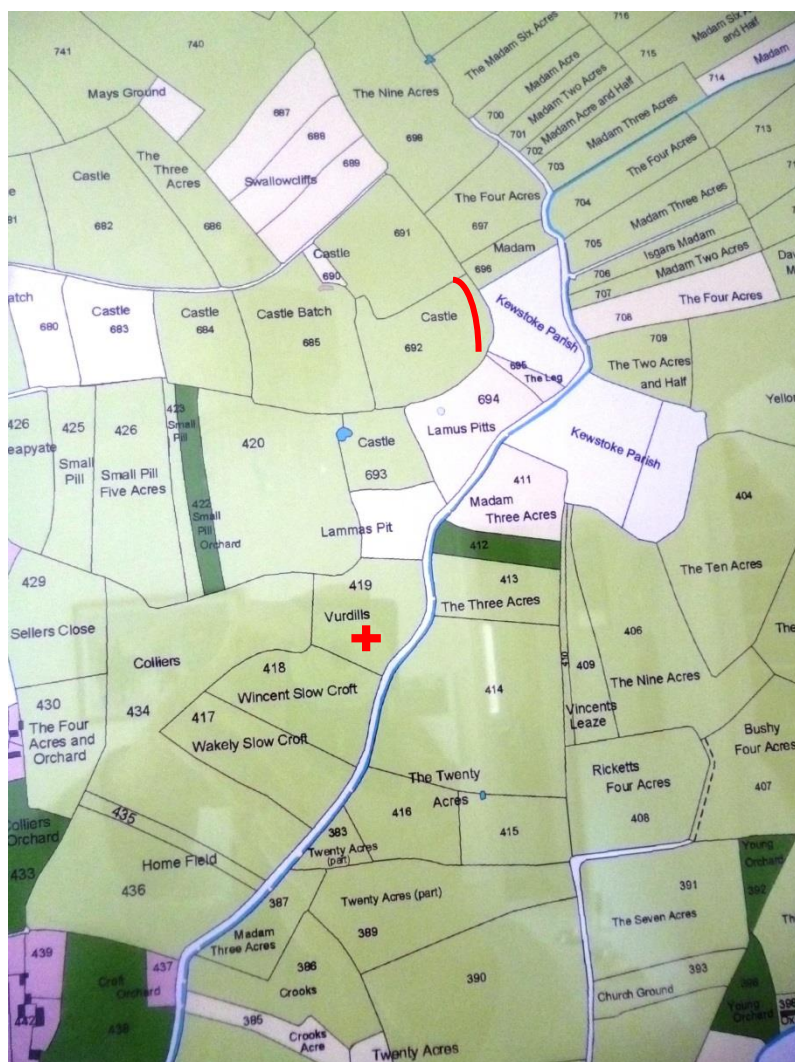 716
741
740
The Madam Six Acres
Madam Six
and Half
715
Mays Ground
The Nine Acres
Madam Acre
Madam
714
687
700
Madam Two Acres
701
Madam Acre and Half
702
Madam Three Acres
688
698
703
713
The
Three
Acres
689
The Four Acres
Castle
Swallowcliffs
The Four Acres
704
682
686
691
697
Madam Three Acres
Madam
705
Isgars Madam
Castle
690
696
706
Madam Two Acres
707
The Four Acres
Castle
Castle
Castle Batch
Castle
Kewstoke Parish
708
680
683
684
685
692
709
695
The Leg
The Two Acres
and Half
694
426
425
423
Small
Pill
420
Castle
Lamus Pitts
Kewstoke Parish
Small
Pill
426
Small Pill
Five Acres
693
411
Madam
Three Acres
404
422
Small
Pill
Orchard
Lammas Pit
412
The Ten Acres
429
419
413
The Three Acres
Sellers Close
Vurdills
406
Colliers
418
410
409
The Nine Acres
430
434
Wincent Slow Croft
414
The Four
Acres and
Orchard
417
Wakely Slow Croft
Vincents
Leaze
Bushy
Four Acres
The Twenty
Acres
Ricketts
Four Acres
407
435
383
416
415
408
Colliers
Orchard
Twenty Acres
(part)
Young
Orchard
433
Home Field
436
387
Twenty Acres (part)
391
392
Madam
Three Acres
389
The Seven Acres
439
437
386
390
393
Croft
Orchard
Crooks
Church Ground
398
442
438
385
Crooks
Acre
Young
Orchard
Twenty Acres